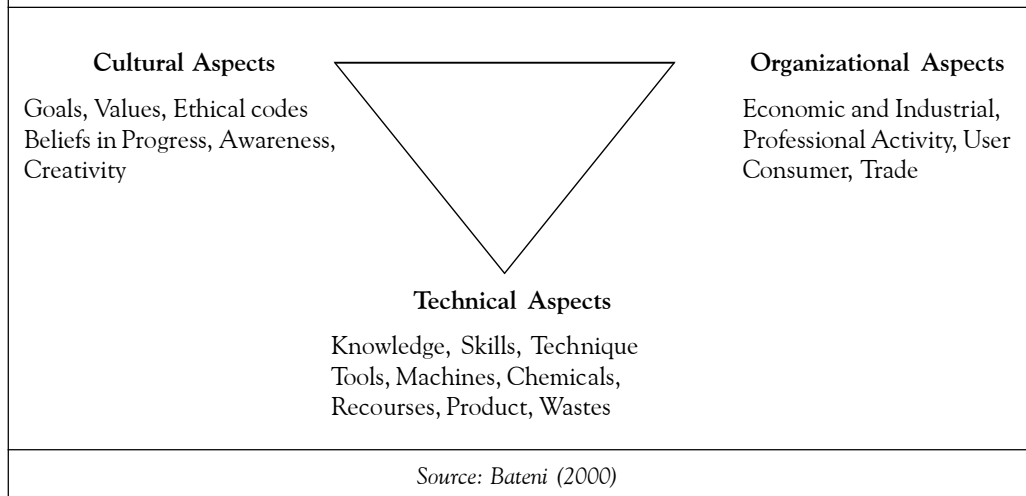 Cultural Aspects
Goals, Values, Ethical codes
Beliefs in Progress, Awareness,
Creativity
Organizational Aspects
Economic and Industrial,
Professional Activity, User
Consumer, Trade
Technical Aspects
Knowledge, Skills, Technique
Tools, Machines, Chemicals,
Recourses, Product, Wastes
Source: Bateni (2000)